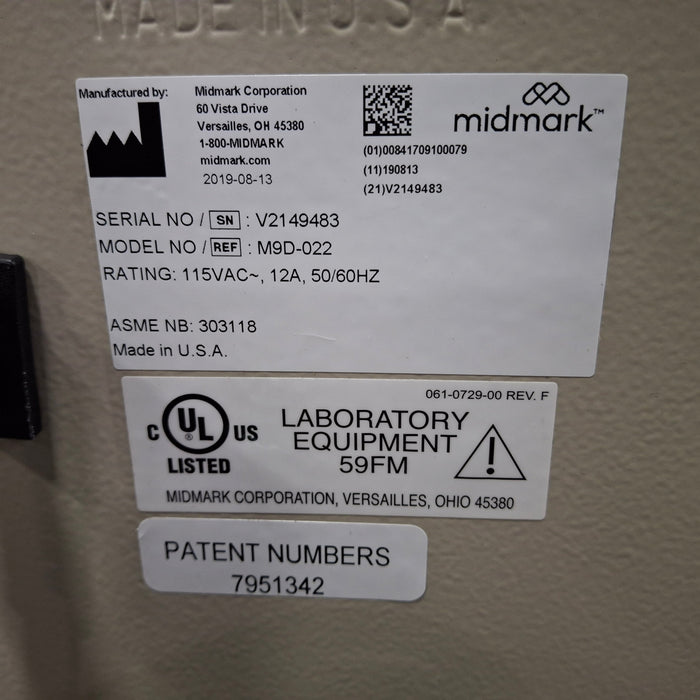 MADE IN U.S.A.
Manufactured by:
Midmark Corporation
60 Vista Drive
Versailles, OH 45380
1-800-MIDMARK
midmark.com
2019-08-13
midmark™
(01)00841709100079
(11)190813
(21)V2149483
SERIAL NO / SN : V2149483
MODEL NO / REF : M9D-022
RATING: 115VAC~, 12A, 50/60HZ
ASME NB: 303118
Made in U.S.A.
061-0729-00 REV. F
C UL ® US
LISTED
LABORATORY
EQUIPMENT
59FM
!
MIDMARK CORPORATION, VERSAILLES, OHIO 45380
PATENT NUMBERS
7951342